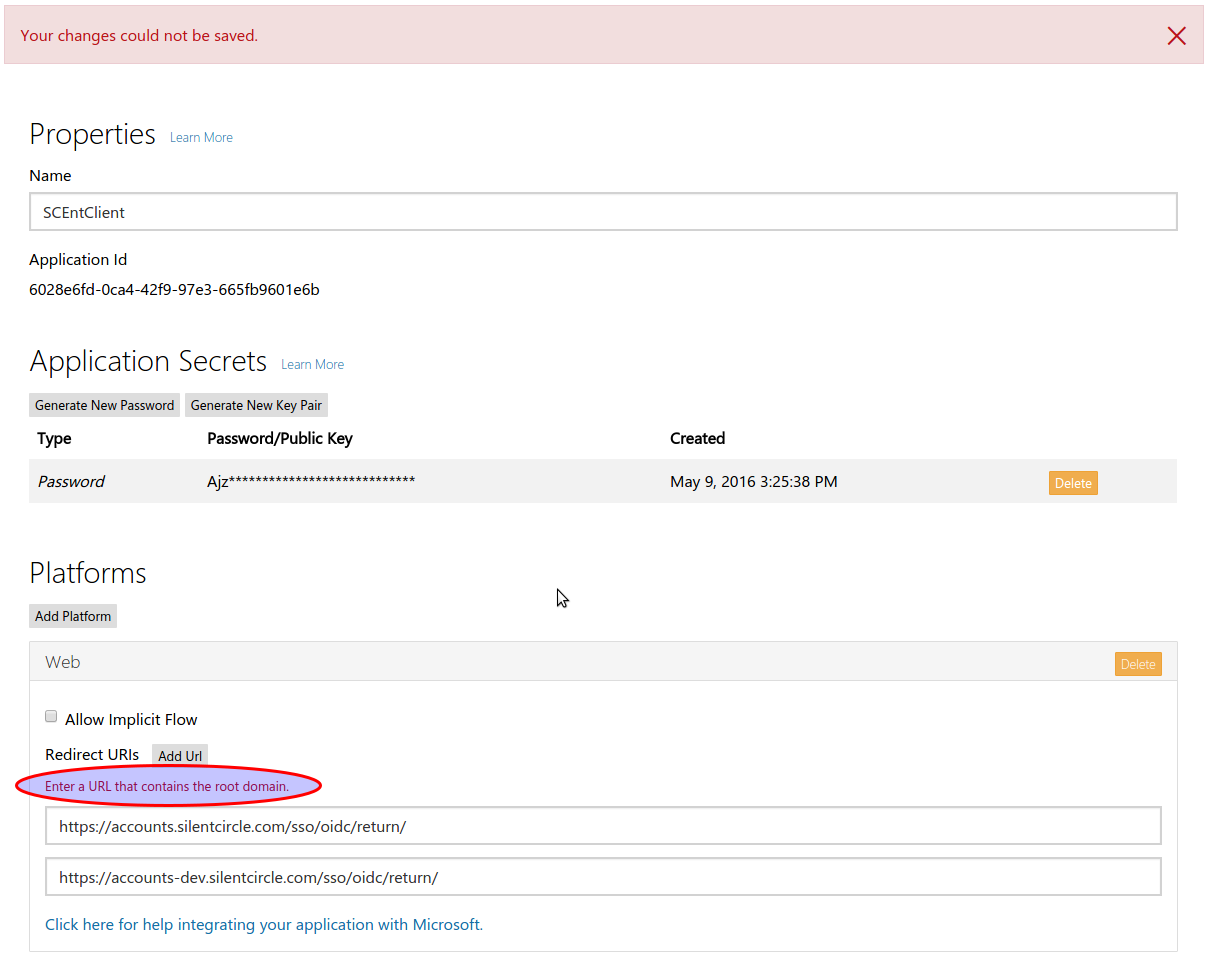 Your changes could not be saved.
Properties Learn More
Name
SCEntClient
Application Id
6028e6fd-0ca4-42f9-97e3-665fb9601e6b
Application Secrets Learn More
Generate New Password Generate New Key Pair
Type Password/Public Key Created
Password Ajz**************************** May 9, 2016 3:25:38 PM Delete
Platforms
Add Platform
Web Delete
Allow Implicit Flow
Redirect URIs Add Url
Enter a URL that contains the root domain.
https://accounts.silentcircle.com/sso/oidc/return/
https://accounts-dev.silentcircle.com/sso/oidc/return/
Click here for help integrating your application with Microsoft.